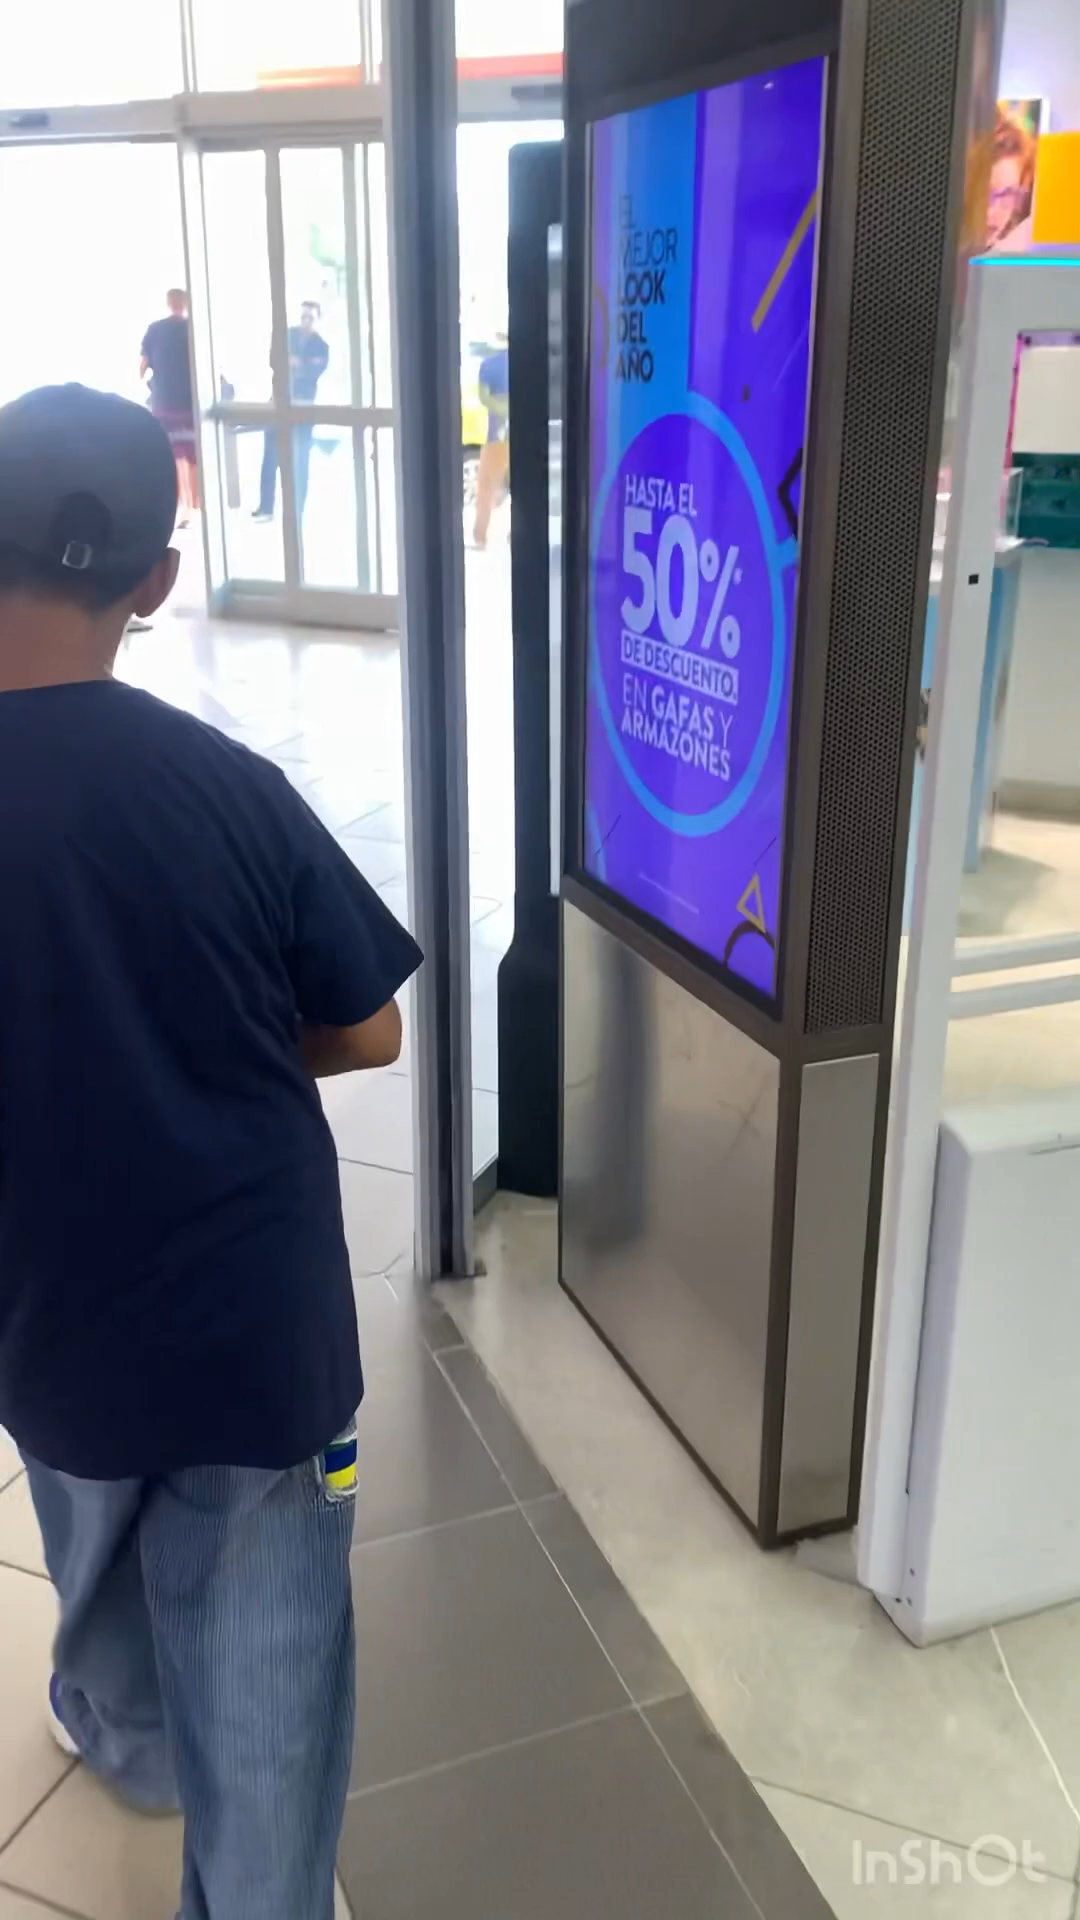 EL
MEJOR
LOOK
DEL
AÑO
HASTA EL
50%*
DE DESCUENTO.
EN GAFAS Y
ARMAZONES
InShOt